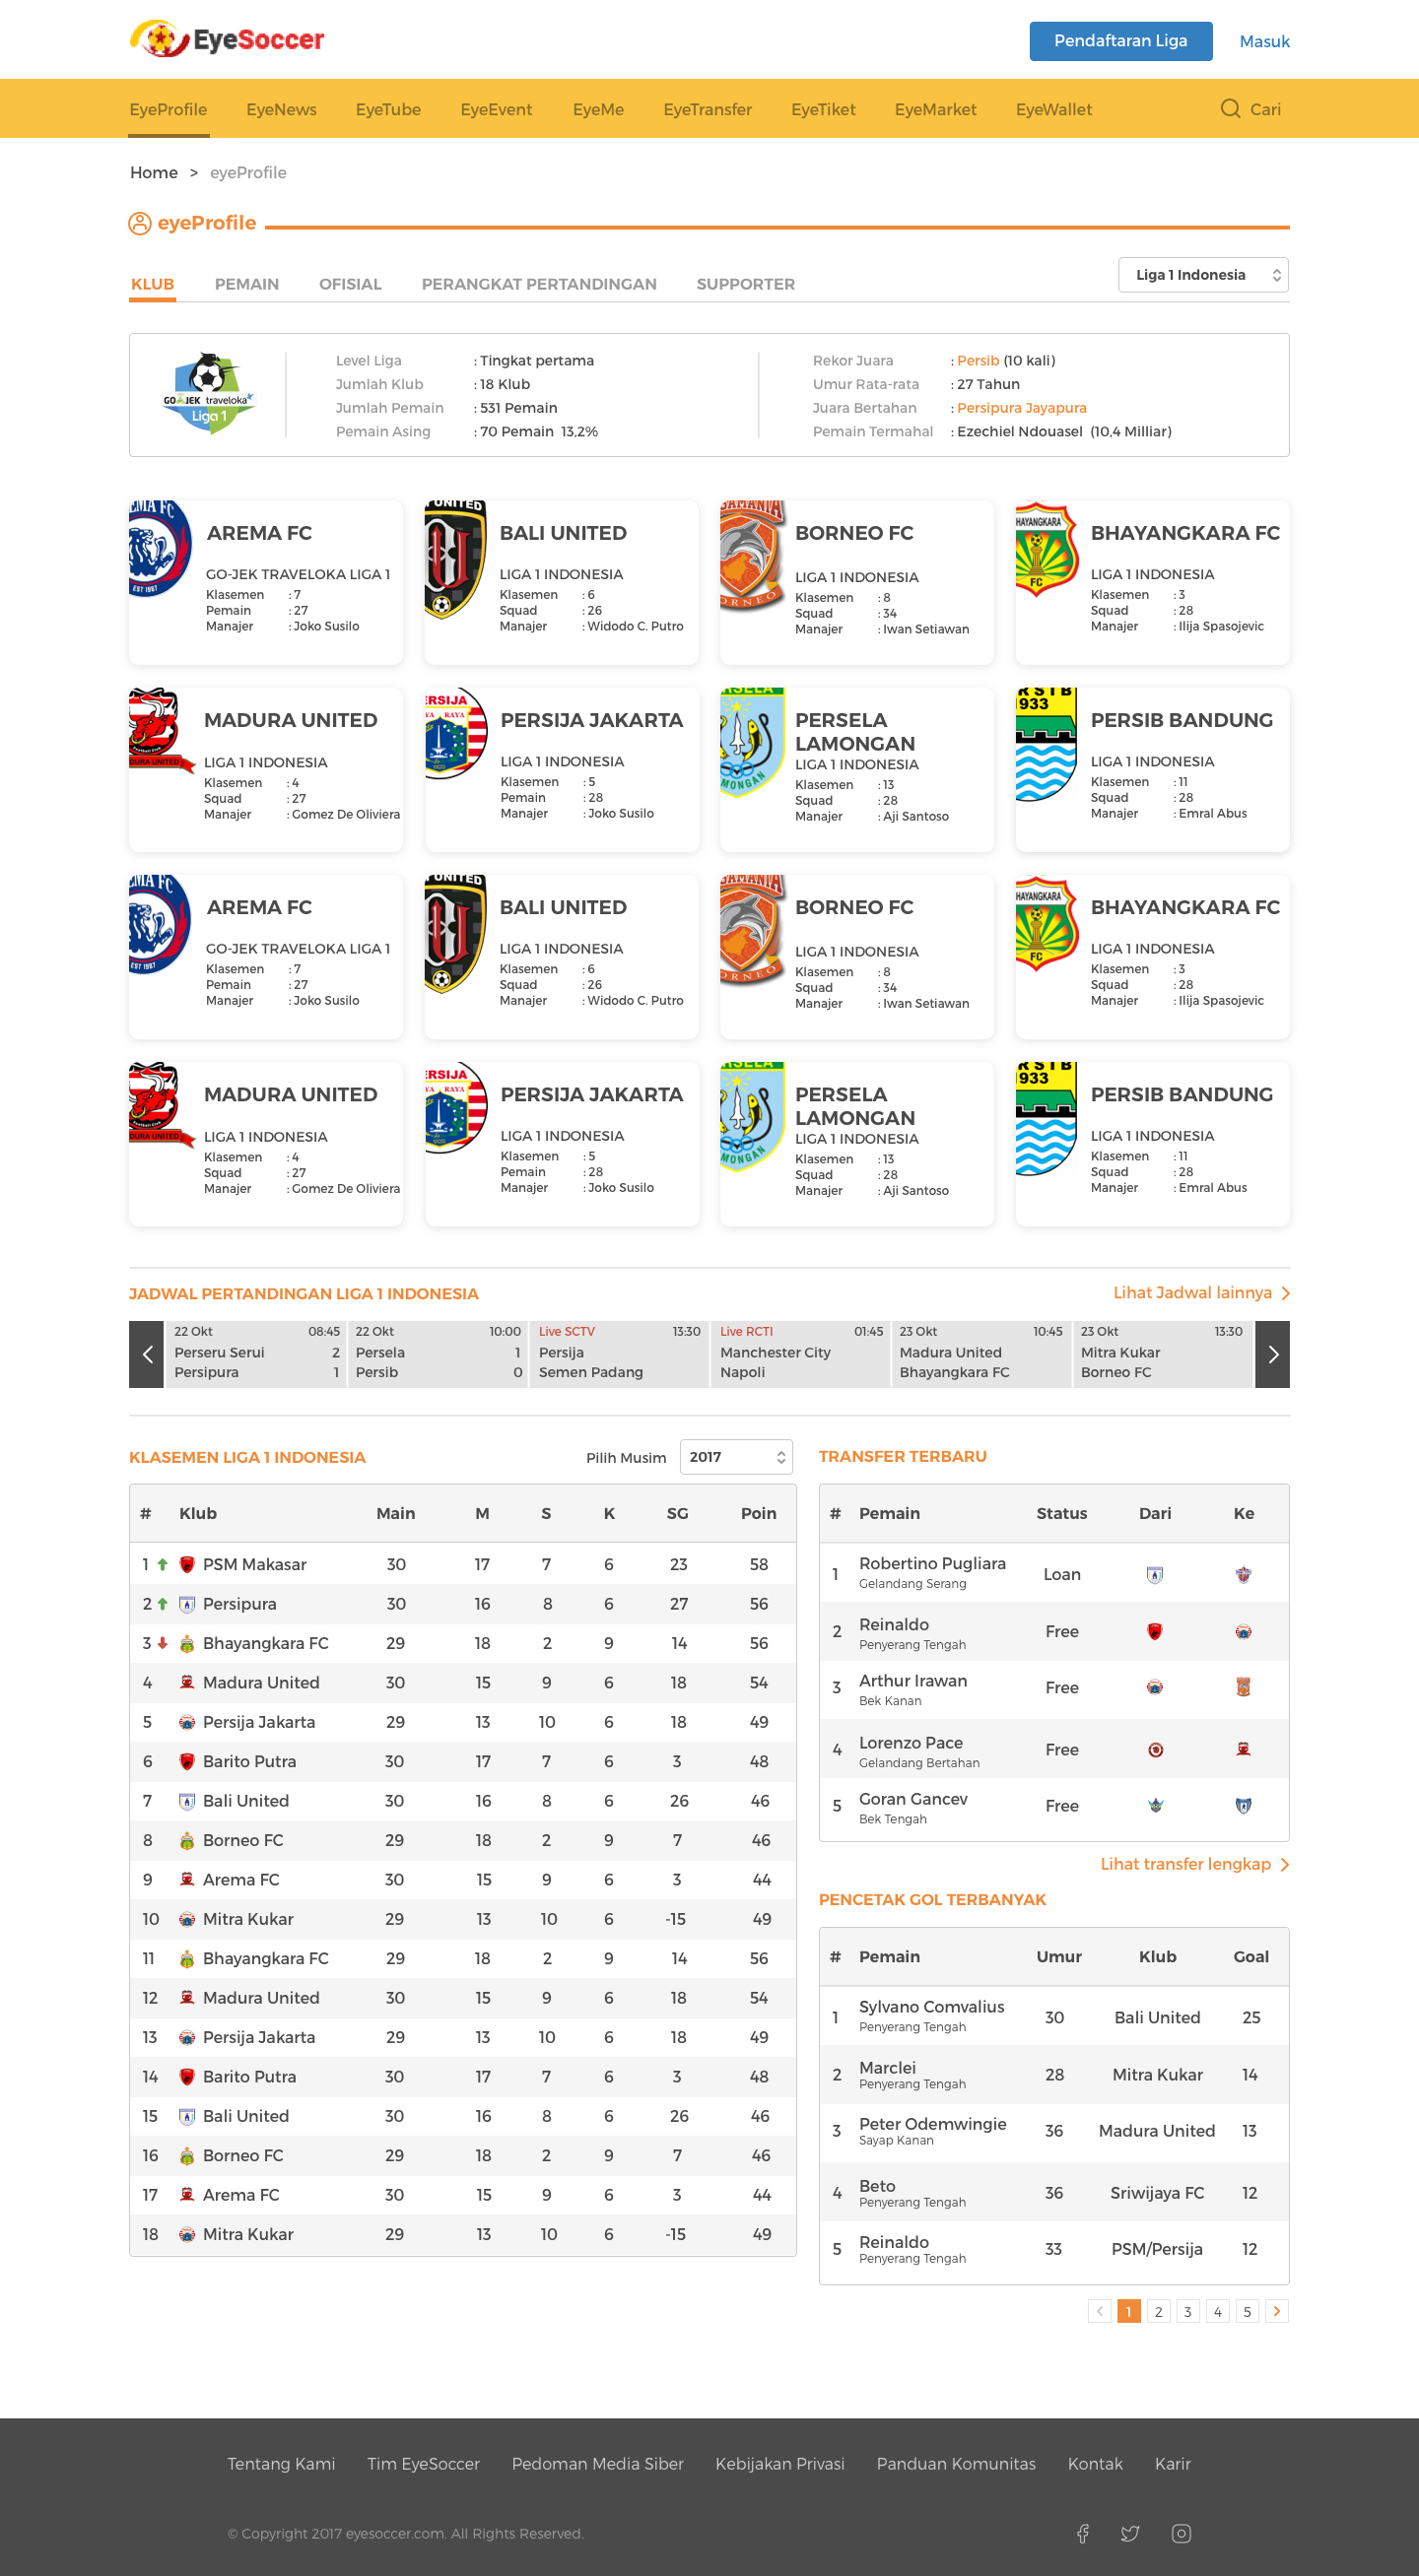 EyeSoccer
Pendaftaran Liga Masuk
EyeProfile EyeNews EyeTube EyeEvent EyeMe EyeTransfer EyeTiket EyeMarket EyeWallet Cari
Home > eyeProfile
eyeProfile
KLUB PEMAIN OFISIAL PERANGKAT PERTANDINGAN SUPPORTER
Liga 1 Indonesia
GO-JEK traveloka
Liga 1
Level Liga : Tingkat pertama
Jumlah Klub : 18 Klub
Jumlah Pemain : 531 Pemain
Pemain Asing : 70 Pemain 13,2%
Rekor Juara : Persib (10 kali)
Umur Rata-rata : 27 Tahun
Juara Bertahan : Persipura Jayapura
Pemain Termahal : Ezechiel Ndouasel (10,4 Milliar)
AREMA FC
GO-JEK TRAVELOKA LIGA 1
Klasemen : 7
Pemain : 27
Manajer : Joko Susilo
BALI UNITED
LIGA 1 INDONESIA
Klasemen : 6
Squad : 26
Manajer : Widodo C. Putro
BORNEO FC
LIGA 1 INDONESIA
Klasemen : 8
Squad : 34
Manajer : Iwan Setiawan
BHAYANGKARA FC
LIGA 1 INDONESIA
Klasemen : 3
Squad : 28
Manajer : Ilija Spasojevic
MADURA UNITED
LIGA 1 INDONESIA
Klasemen : 4
Squad : 27
Manajer : Gomez De Oliviera
PERSIJA JAKARTA
LIGA 1 INDONESIA
Klasemen : 5
Pemain : 28
Manajer : Joko Susilo
PERSELA
LAMONGAN
LIGA 1 INDONESIA
Klasemen : 13
Squad : 28
Manajer : Aji Santoso
PERSIB BANDUNG
LIGA 1 INDONESIA
Klasemen : 11
Squad : 28
Manajer : Emral Abus
AREMA FC
GO-JEK TRAVELOKA LIGA 1
Klasemen : 7
Pemain : 27
Manajer : Joko Susilo
BALI UNITED
LIGA 1 INDONESIA
Klasemen : 6
Squad : 26
Manajer : Widodo C. Putro
BORNEO FC
LIGA 1 INDONESIA
Klasemen : 8
Squad : 34
Manajer : Iwan Setiawan
BHAYANGKARA FC
LIGA 1 INDONESIA
Klasemen : 3
Squad : 28
Manajer : Ilija Spasojevic
MADURA UNITED
LIGA 1 INDONESIA
Klasemen : 4
Squad : 27
Manajer : Gomez De Oliviera
PERSIJA JAKARTA
LIGA 1 INDONESIA
Klasemen : 5
Pemain : 28
Manajer : Joko Susilo
PERSELA
LAMONGAN
LIGA 1 INDONESIA
Klasemen : 13
Squad : 28
Manajer : Aji Santoso
PERSIB BANDUNG
LIGA 1 INDONESIA
Klasemen : 11
Squad : 28
Manajer : Emral Abus
JADWAL PERTANDINGAN LIGA 1 INDONESIA
Lihat Jadwal lainnya
22 Okt 08:45
Perseru Serui 2
Persipura 1
22 Okt 10:00
Persela 1
Persib 0
Live SCTV 13:30
Persija
Semen Padang
Live RCTI 01:45
Manchester City
Napoli
23 Okt 10:45
Madura United
Bhayangkara FC
23 Okt 13:30
Mitra Kukar
Borneo FC
KLASEMEN LIGA 1 INDONESIA
Pilih Musim 2017
# Klub Main M S K SG Poin
1 PSM Makasar 30 17 7 6 23 58
2 Persipura 30 16 8 6 27 56
3 Bhayangkara FC 29 18 2 9 14 56
4 Madura United 30 15 9 6 18 54
5 Persija Jakarta 29 13 10 6 18 49
6 Barito Putra 30 17 7 6 3 48
7 Bali United 30 16 8 6 26 46
8 Borneo FC 29 18 2 9 7 46
9 Arema FC 30 15 9 6 3 44
10 Mitra Kukar 29 13 10 6 -15 49
11 Bhayangkara FC 29 18 2 9 14 56
12 Madura United 30 15 9 6 18 54
13 Persija Jakarta 29 13 10 6 18 49
14 Barito Putra 30 17 7 6 3 48
15 Bali United 30 16 8 6 26 46
16 Borneo FC 29 18 2 9 7 46
17 Arema FC 30 15 9 6 3 44
18 Mitra Kukar 29 13 10 6 -15 49
TRANSFER TERBARU
# Pemain Status Dari Ke
1 Robertino Pugliara Loan
Gelandang Serang
2 Reinaldo Free
Penyerang Tengah
3 Arthur Irawan Free
Bek Kanan
4 Lorenzo Pace Free
Gelandang Bertahan
5 Goran Gancev Free
Bek Tengah
Lihat transfer lengkap
PENCETAK GOL TERBANYAK
# Pemain Umur Klub Goal
1 Sylvano Comvalius 30 Bali United 25
Penyerang Tengah
2 Marclei 28 Mitra Kukar 14
Penyerang Tengah
3 Peter Odemwingie 36 Madura United 13
Sayap Kanan
4 Beto 36 Sriwijaya FC 12
Penyerang Tengah
5 Reinaldo 33 PSM/Persija 12
Penyerang Tengah
1 2 3 4 5
Tentang Kami Tim EyeSoccer Pedoman Media Siber Kebijakan Privasi Panduan Komunitas Kontak Karir
© Copyright 2017 eyesoccer.com. All Rights Reserved.